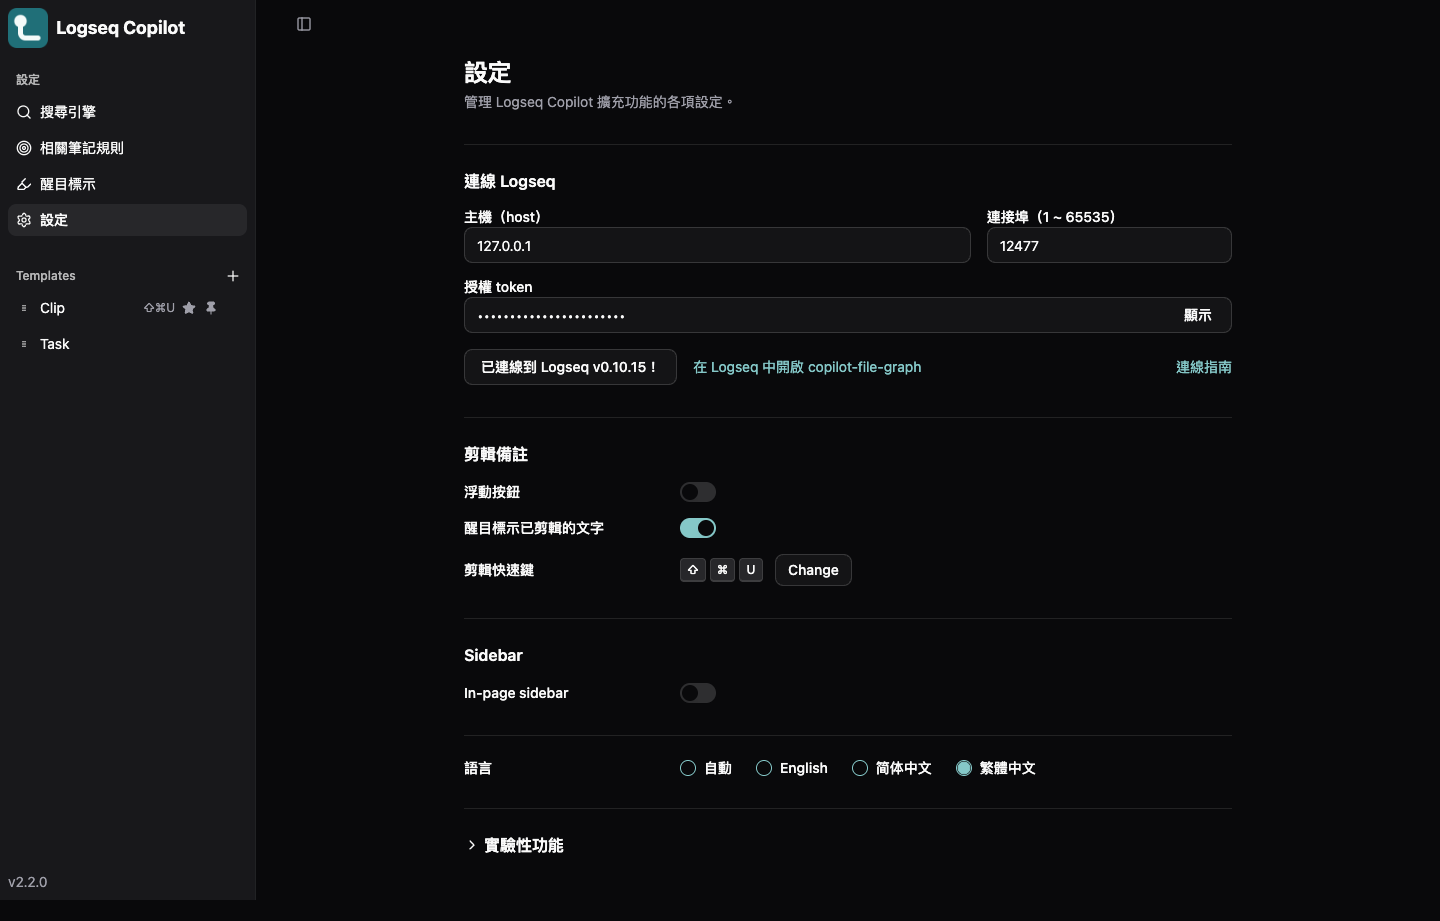 Logseq Copilot
設定
搜尋引擎
相關筆記規則
醒目標示
設定
Templates
Clip ⇧⌘U
Task
v2.2.0
設定
管理 Logseq Copilot 擴充功能的各項設定。
連線 Logseq
主機（host） 連接埠（1 ~ 65535）
127.0.0.1 12477
授權 token
••••••••••••••••••••••• 顯示
已連線到 Logseq v0.10.15！ 在 Logseq 中開啟 copilot-file-graph 連線指南
剪輯備註
浮動按鈕
醒目標示已剪輯的文字
剪輯快速鍵 ⇧ ⌘ U Change
Sidebar
In-page sidebar
語言 自動 English 简体中文 繁體中文
實驗性功能